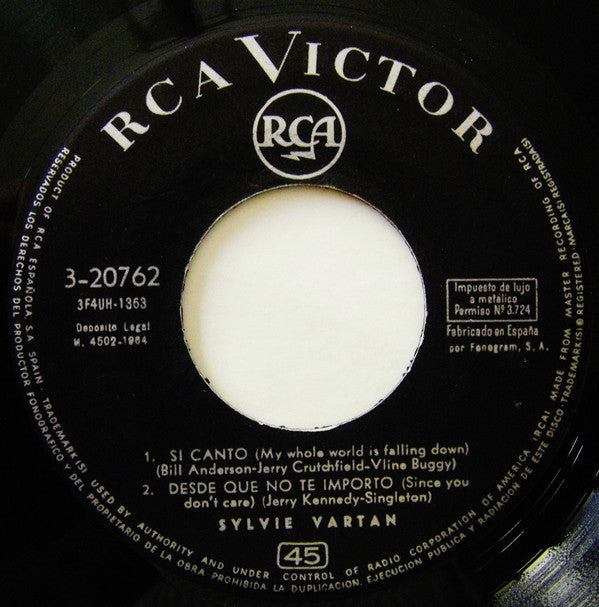 RCA VICTOR
RCA
3-20762
3F4UH-1363
Deposito Legal
M. 4502-1964
Impuesto de lujo
a metalico
Permiso Nº 3.724
Fabricado en España
por Fonogram, S. A.
1. SI CANTO (My whole world is falling down)
(Bill Anderson-Jerry Crutchfield-Vline Buggy)
2. DESDE QUE NO TE IMPORTO (Since you
don't care) (Jerry Kennedy-Singleton)
SYLVIE VARTAN
45
PRODUCT OF RCA ESPAÑOLA, S.A. SPAIN · TRADEMARK(S) USED BY AUTHORITY AND UNDER CONTROL OF RADIO CORPORATION OF AMERICA. (RCA) MADE FROM MASTER RECORDING OF RCA
RESERVADOS LOS DERECHOS DEL PRODUCTOR FONOGRAFICO Y DEL PROPIETARIO DE LA OBRA·PROHIBIDA LA DUPLICACION, EJECUCION PUBLICA Y RADIACION DE ESTE DISCO·TRADEMARK(S)® REGISTERED·MARCA(S) REGISTRADA(S)